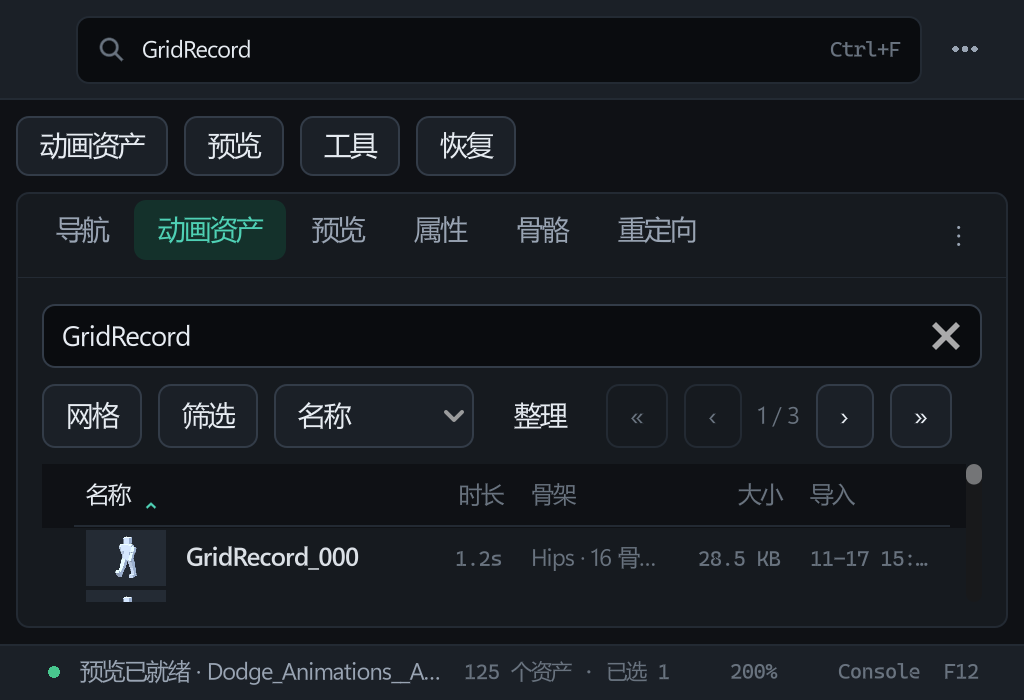 GridRecord Ctrl+F •••
动画资产 预览 工具 恢复
导航 动画资产 预览 属性 骨骼 重定向 ⋮
GridRecord
网格 筛选 名称 整理 « ‹ 1 / 3 › »
名称 时长 骨架 大小 导入
GridRecord_000 1.2s Hips · 16 骨… 28.5 KB 11-17 15:…
预览已就绪 · Dodge_Animations__A… 125 个资产 · 已选 1 200% Console F12